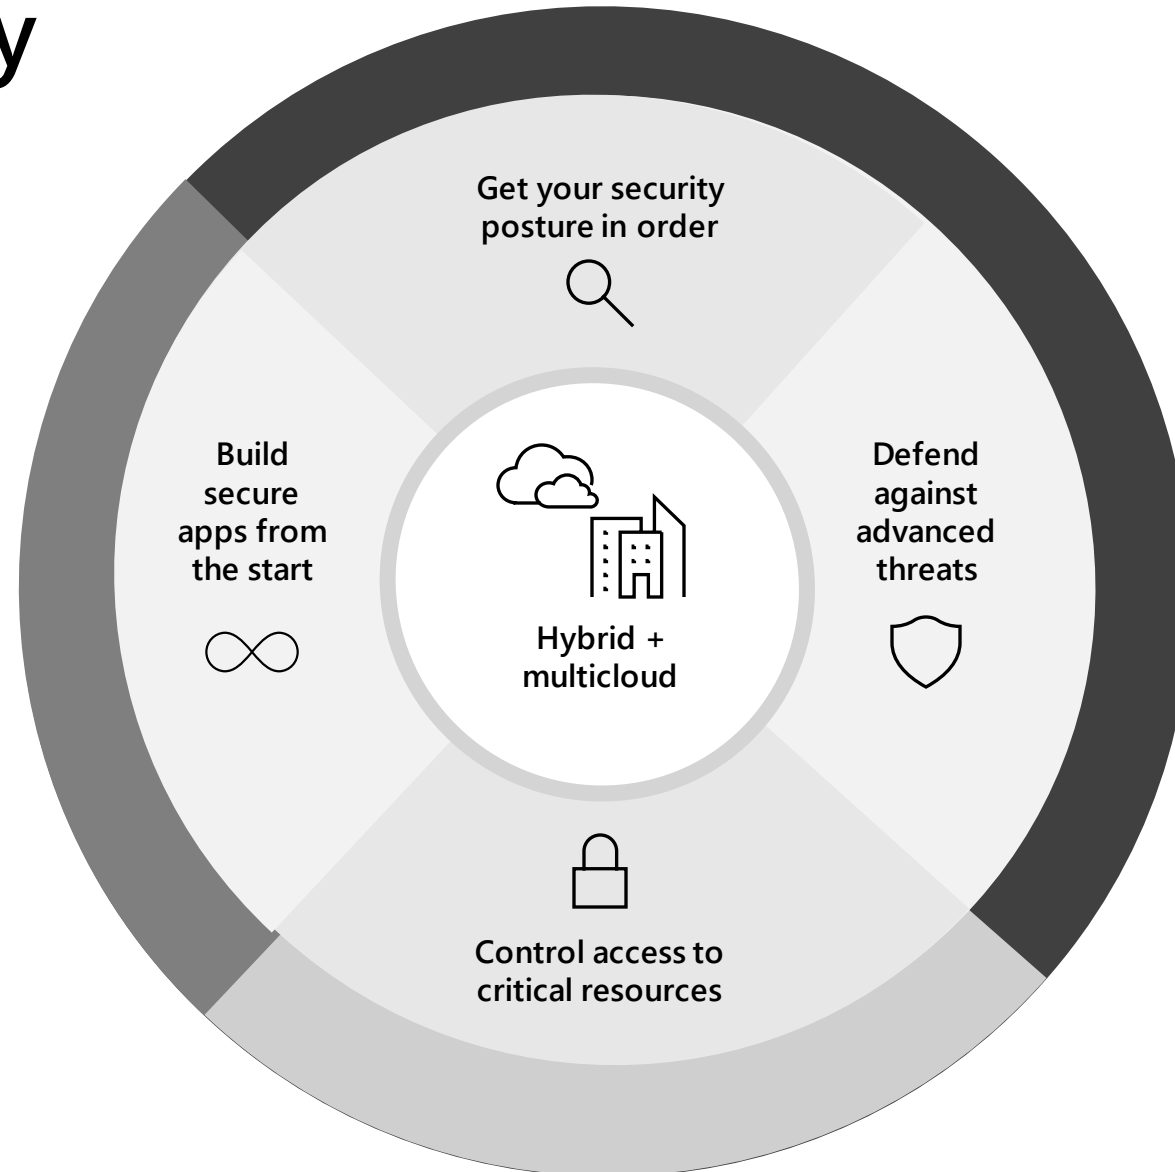 y
Get your security
posture in order
Build
secure
apps from
the start
Defend
against
advanced
threats
Hybrid +
multicloud
Control access to
critical resources